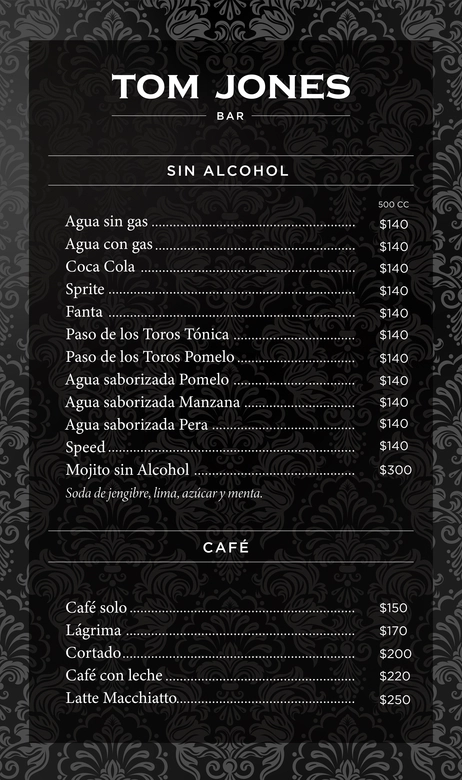 TOM JONES
BAR
SIN ALCOHOL
500 CC
Agua sin gas ........ $140
Agua con gas ........ $140
Coca Cola ........ $140
Sprite ........ $140
Fanta ........ $140
Paso de los Toros Tónica ........ $140
Paso de los Toros Pomelo ........ $140
Agua saborizada Pomelo ........ $140
Agua saborizada Manzana ........ $140
Agua saborizada Pera ........ $140
Speed ........ $140
Mojito sin Alcohol ........ $300
Soda de jengibre, lima, azúcar y menta.
CAFÉ
Café solo ........ $150
Lágrima ........ $170
Cortado ........ $200
Café con leche ........ $220
Latte Macchiatto ........ $250